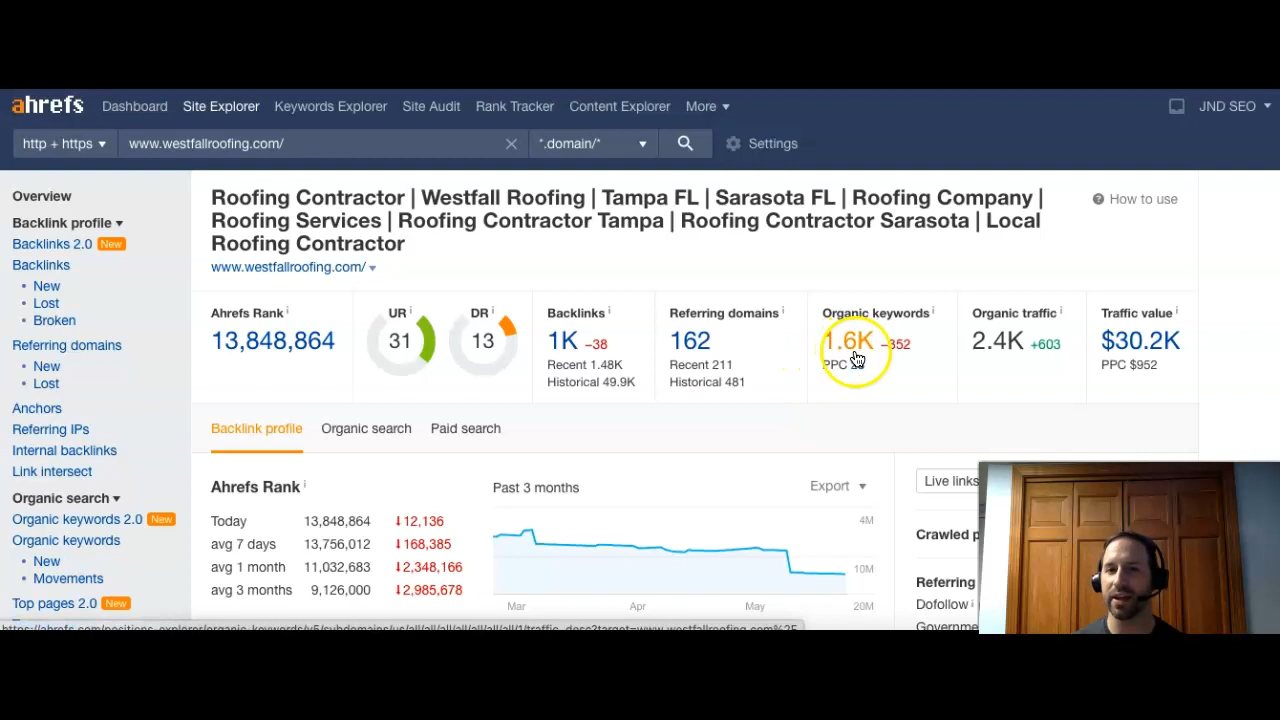 ahrefs Dashboard Site Explorer Keywords Explorer Site Audit Rank Tracker Content Explorer More JND SEO
http + https www.westfallroofing.com/ *.domain/* Settings
Overview
Backlink profile
Backlinks 2.0 New
Backlinks
New
Lost
Broken
Referring domains
New
Lost
Anchors
Referring IPs
Internal backlinks
Link intersect
Organic search
Organic keywords 2.0 New
Organic keywords
New
Movements
Top pages 2.0 New
Roofing Contractor | Westfall Roofing | Tampa FL | Sarasota FL | Roofing Company |
Roofing Services | Roofing Contractor Tampa | Roofing Contractor Sarasota | Local
Roofing Contractor
How to use
www.westfallroofing.com/
Ahrefs Rank
13,848,864
UR
31
DR
13
Backlinks
1K -38
Recent 1.48K
Historical 49.9K
Referring domains
162
Recent 211
Historical 481
Organic keywords
1.6K -352
PPC
Organic traffic
2.4K +603
Traffic value
$30.2K
PPC $952
Backlink profile Organic search Paid search
Ahrefs Rank
Today 13,848,864 ↓12,136
avg 7 days 13,756,012 ↓168,385
avg 1 month 11,032,683 ↓2,348,166
avg 3 months 9,126,000 ↓2,985,678
Past 3 months
Export
4M
10M
20M
Mar Apr May
Live links
Crawled p
Referring
Dofollow
Governme